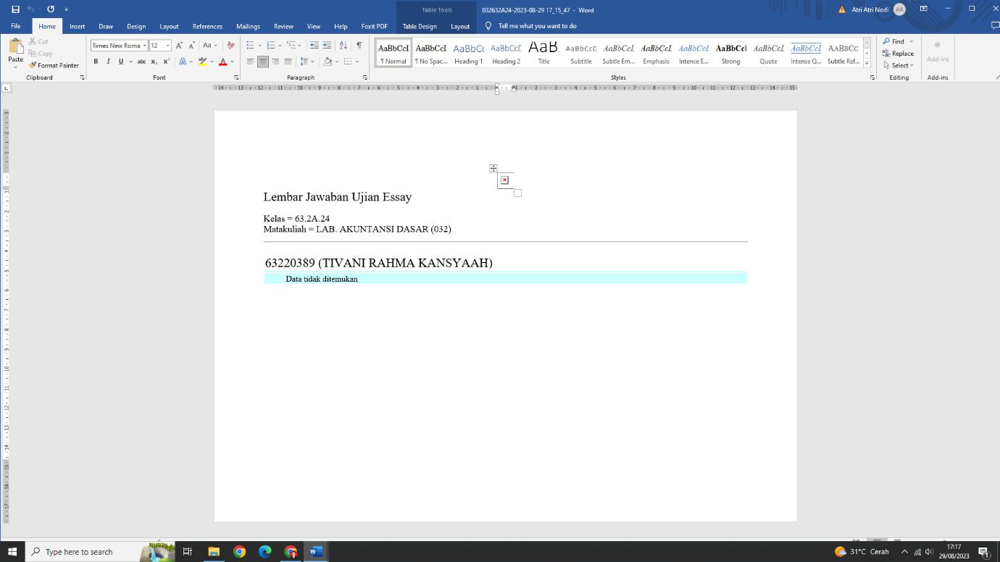 Table Tools
032632A24-2023-08-29 17_15_47 - Word
Atri Atri Nodi
AA
File
Home
Insert
Draw
Design
Layout
References
Mailings
Review
View
Help
Foxit PDF
Table Design
Layout
Tell me what you want to do
Paste
Cut
Copy
Format Painter
Clipboard
Times New Roma
12
Font
Paragraph
AaBbCcI
¶ Normal
AaBbCcI
¶ No Spac...
AaBbCc
Heading 1
AaBbCcD
Heading 2
AaB
Title
AaBbCcD
Subtitle
AaBbCcI
Subtle Em...
AaBbCcI
Emphasis
AaBbCcI
Intense E...
AaBbCcI
Strong
AaBbCcI
Quote
AaBbCcI
Intense Q...
AaBbCc
Subtle Ref...
Styles
Find
Replace
Select
Editing
Add-ins
Add-ins
Lembar Jawaban Ujian Essay
Kelas = 63.2A.24
Matakuliah = LAB. AKUNTANSI DASAR (032)
63220389 (TIVANI RAHMA KANSYAAH)
Data tidak ditemukan
Type here to search
31°C Cerah
17:17
29/08/2023